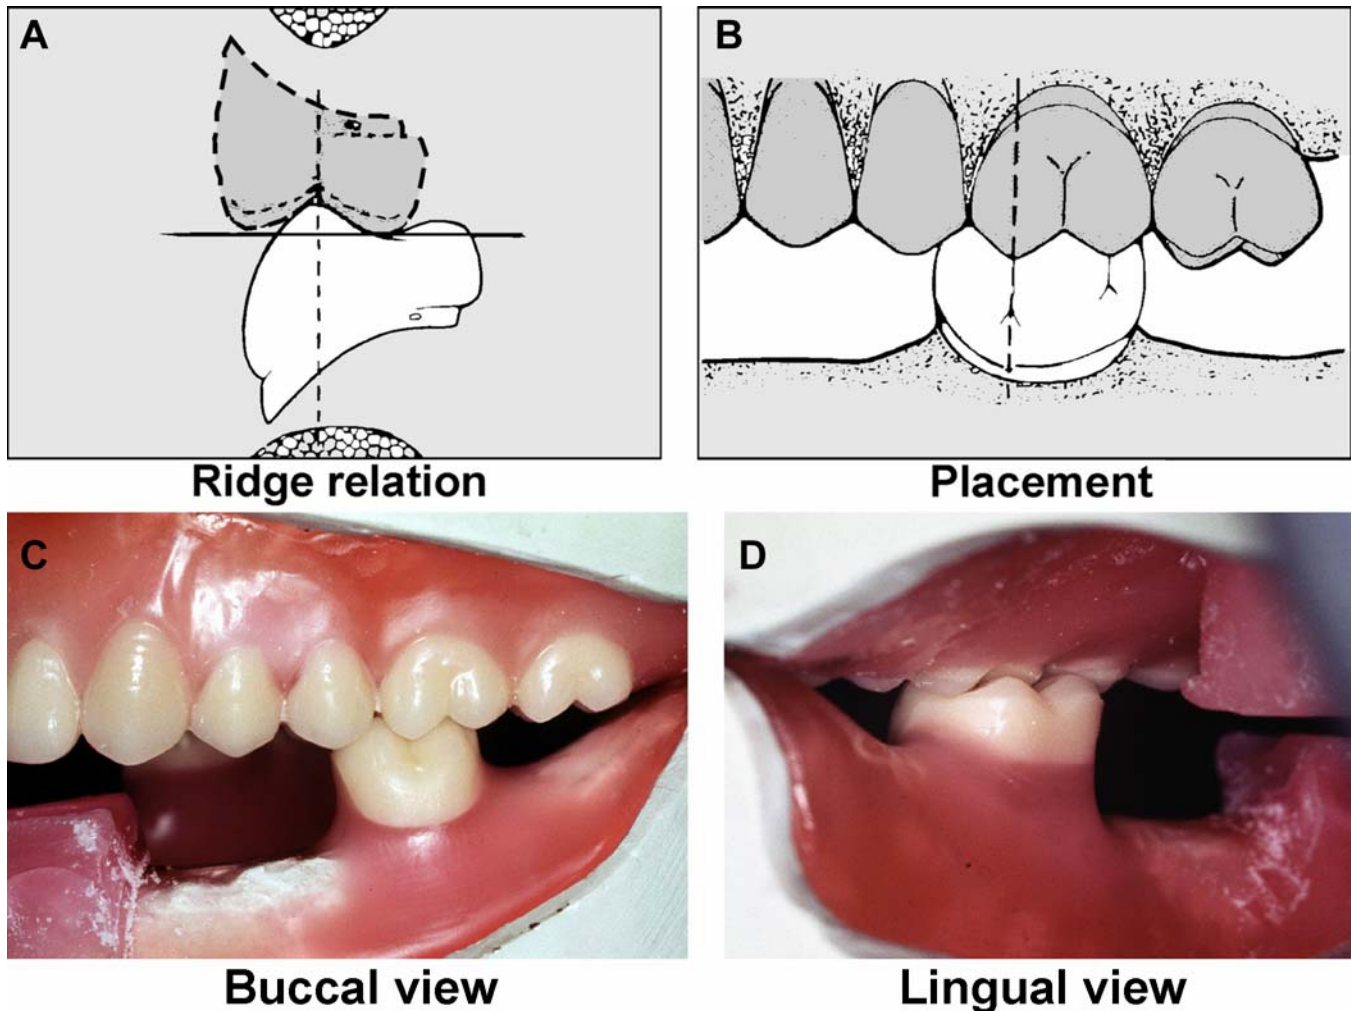 A
B
Ridge relation
Placement
C
D
Buccal view
Lingual view